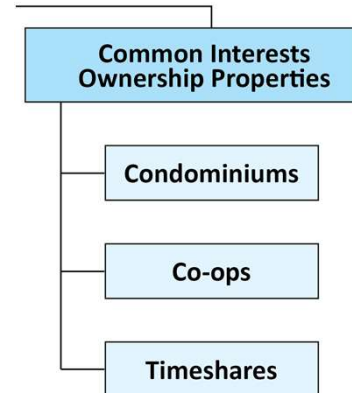 Common Interests
Ownership Properties
Condominiums
Co-ops
Timeshares